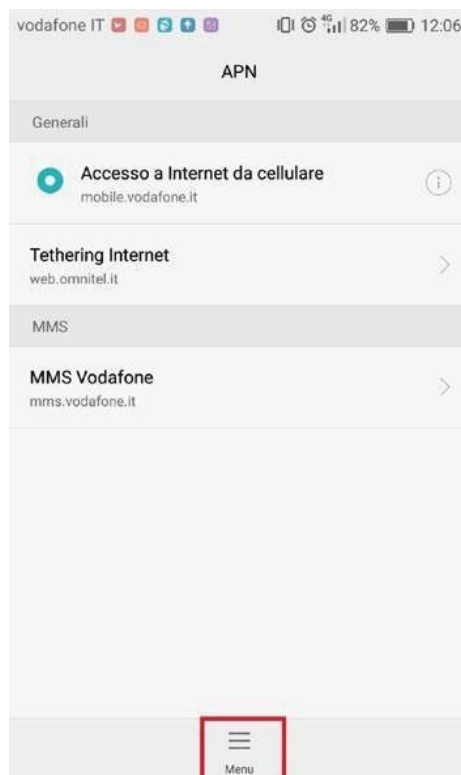 vodafone IT 4G 82% 12:06
APN
Generali
Accesso a Internet da cellulare
mobile.vodafone.it
Tethering Internet
web.omnitel.it
MMS
MMS Vodafone
mms.vodafone.it
Menu